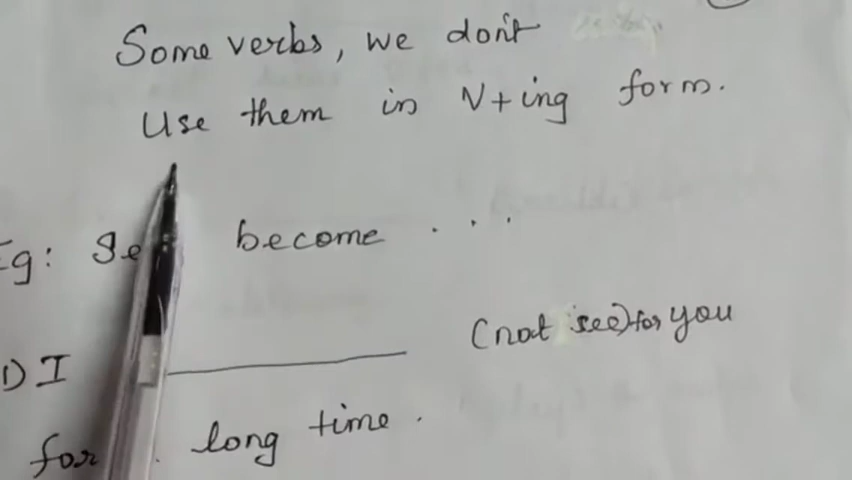 Some verbs, we don't
Use them in V+ing form.
Eg: become ...
1) I (not see) for you
for long time.